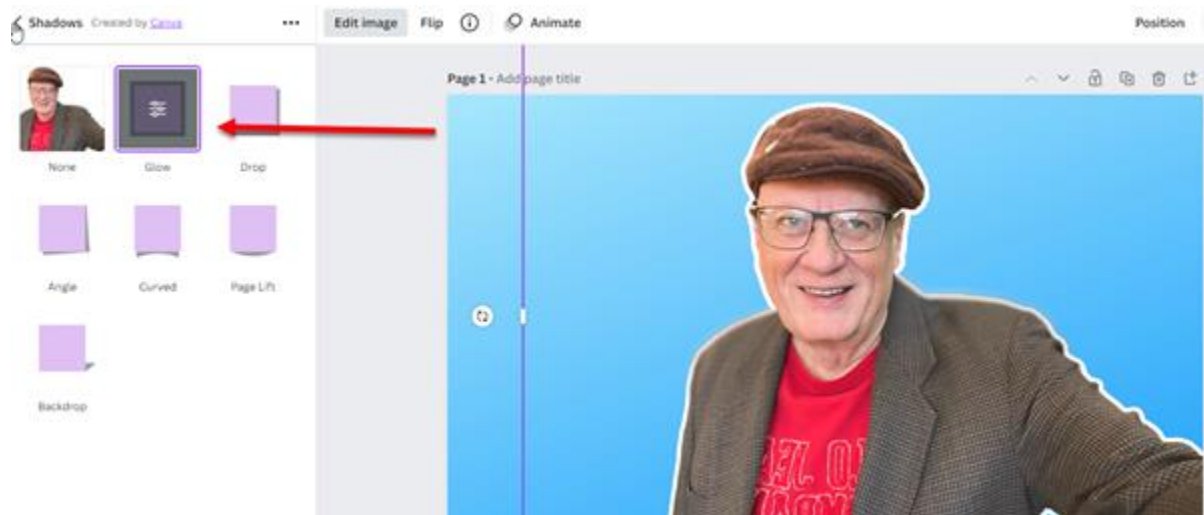 Shadows Created by Canva ••• Edit image Flip Animate Position
Page 1 - Add page title
None Glow Drop
Angle Curved Page Lift
Backdrop